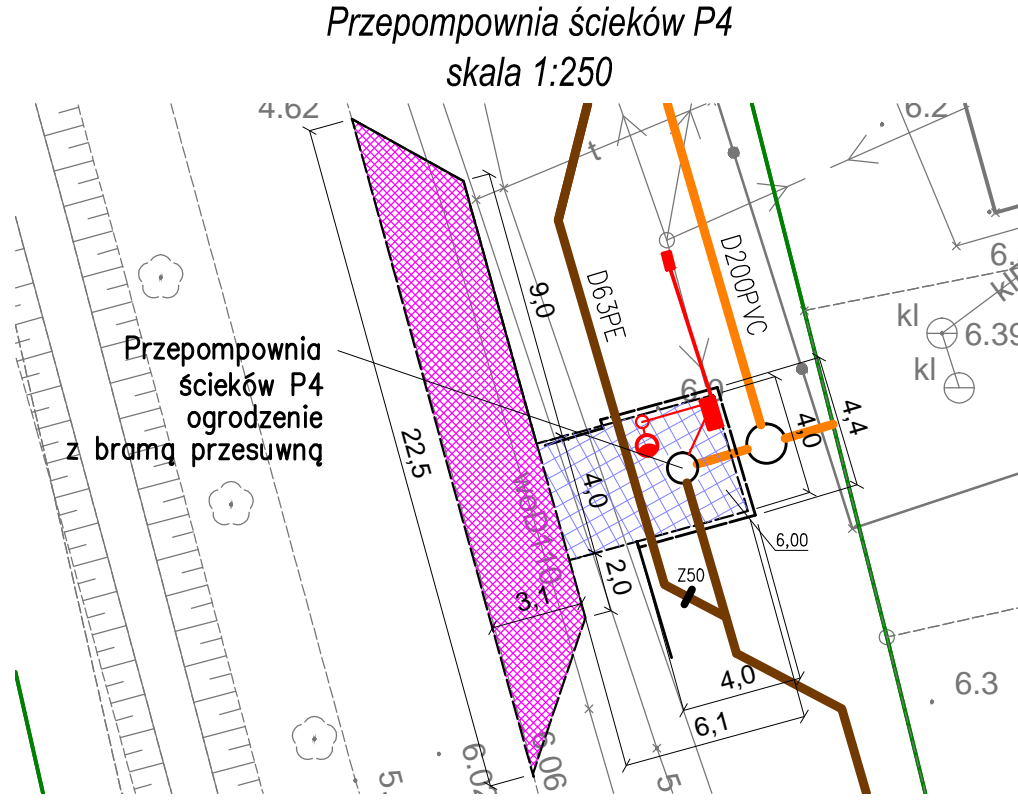 Przepompownia ścieków P4
skala 1:250
4.62
6.2
t
D200PVC
9,0
D63PE
6.
kl
6.39
kl
Przepompownia
ścieków P4
ogrodzenie
z bramą przesuwną
22,5
4,0
4,4
4,0
woD110
6,00
2,0
Z50
3,1
4,0
6,1
6.3
6.06
5
5.